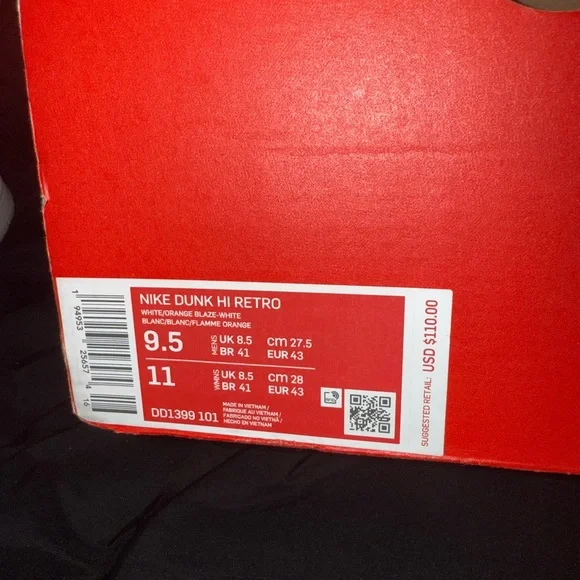 NIKE DUNK HI RETRO
WHITE/ORANGE BLAZE-WHITE
BLANC/BLANC/FLAMME ORANGE
9.5 MENS UK 8.5 CM 27.5
BR 41 EUR 43
11 WMNS UK 8.5 CM 28
BR 41 EUR 43
DD1399 101
MADE IN VIETNAM /
FABRIQUE AU VIETNAM /
FABRICADO NO VIETNÃ /
HECHO EN VIETNAM
1 94953 25657 4 16
SUGGESTED RETAIL: USD $110.00